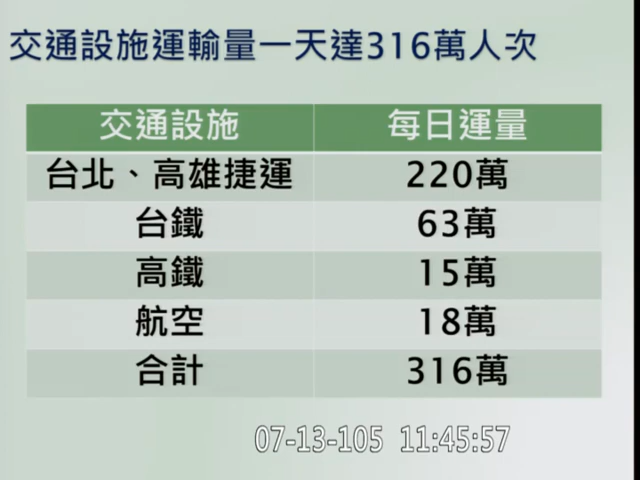 交通設施運輸量一天達316萬人次
交通設施 每日運量
台北、高雄捷運 220萬
台鐵 63萬
高鐵 15萬
航空 18萬
合計 316萬
07-13-105 11:45:57